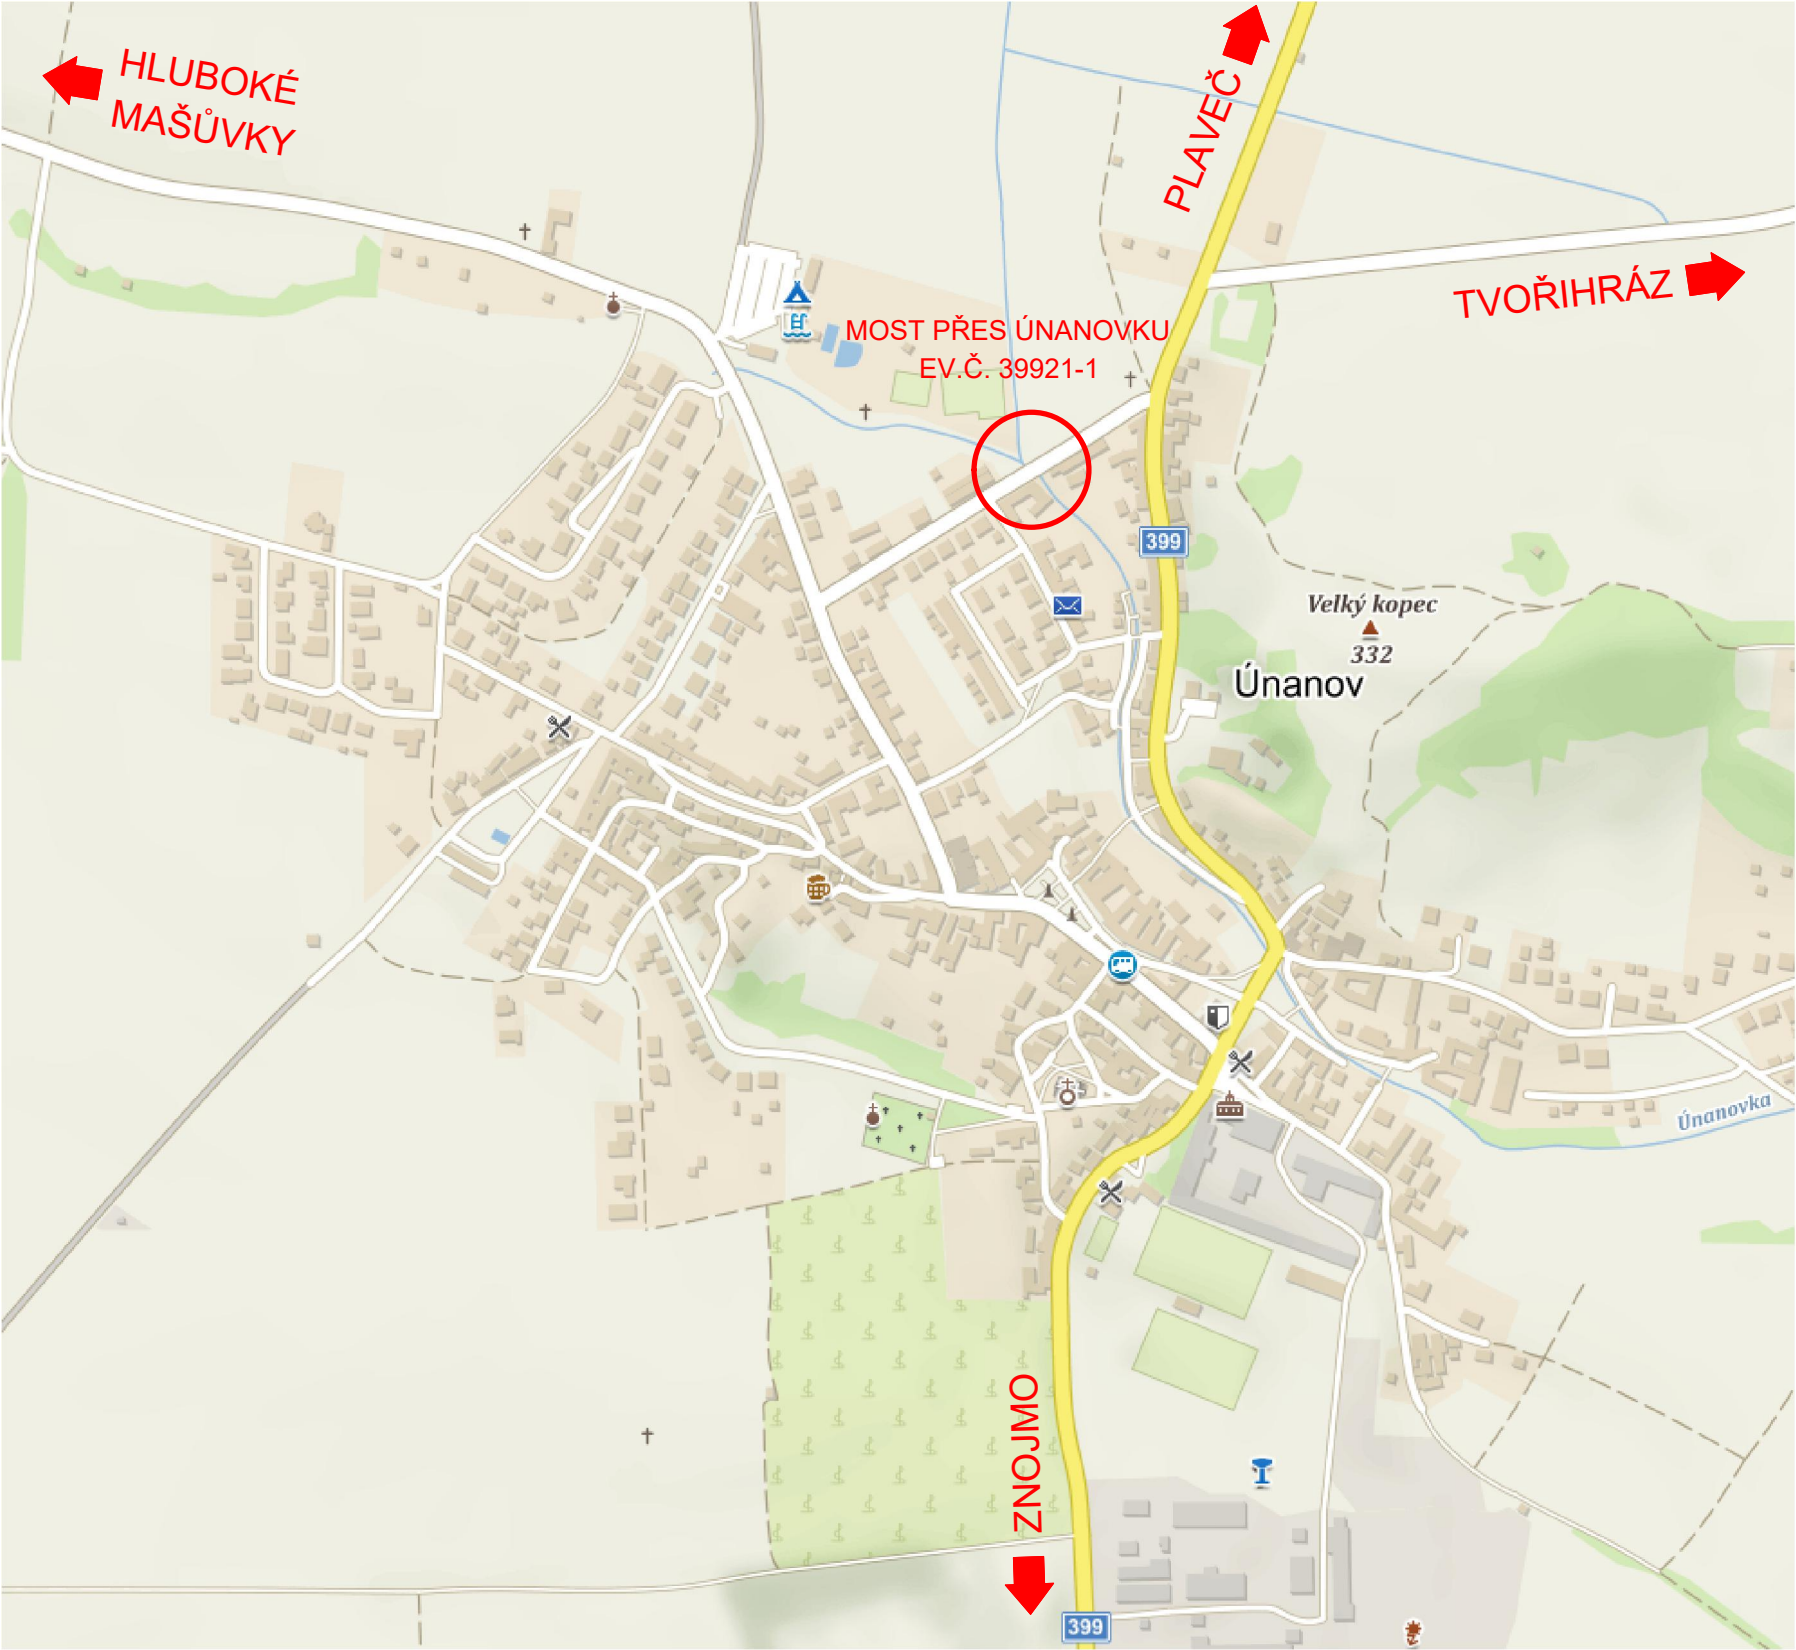 HLUBOKÉ
MAŠŮVKY
PLAVEČ
TVOŘIHRÁZ
MOST PŘES ÚNANOVKU
EV.Č. 39921-1
399
Velký kopec
332
Únanov
Únanovka
ZNOJMO
399